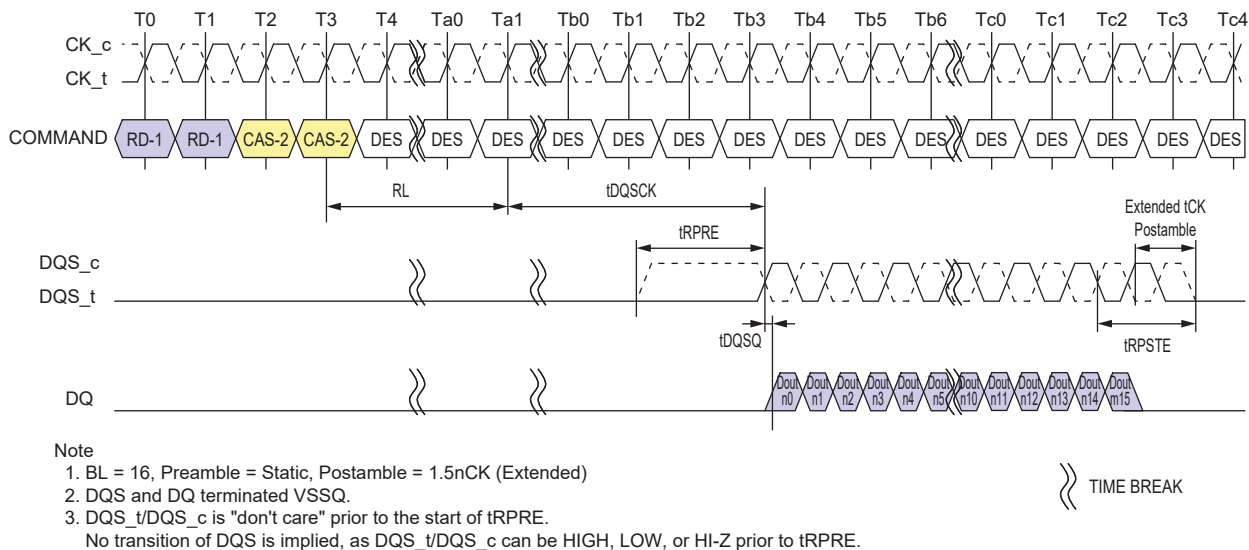 T0 T1 T2 T3 T4 Ta0 Ta1 Tb0 Tb1 Tb2 Tb3 Tb4 Tb5 Tb6 Tc0 Tc1 Tc2 Tc3 Tc4
CK_c
CK_t
COMMAND RD-1 RD-1 CAS-2 CAS-2 DES DES DES DES DES DES DES DES DES DES DES DES DES DES DES
RL tDQSCK Extended tCK
Postamble
tRPRE
DQS_c
DQS_t
tDQSQ tRPSTE
DQ Dout n0 Dout n1 Dout n2 Dout n3 Dout n4 Dout n5 Dout n10 Dout n11 Dout n12 Dout n13 Dout n14 Dout m15
Note
1. BL = 16, Preamble = Static, Postamble = 1.5nCK (Extended)
2. DQS and DQ terminated VSSQ.
3. DQS_t/DQS_c is "don't care" prior to the start of tRPRE.
No transition of DQS is implied, as DQS_t/DQS_c can be HIGH, LOW, or HI-Z prior to tRPRE.
TIME BREAK